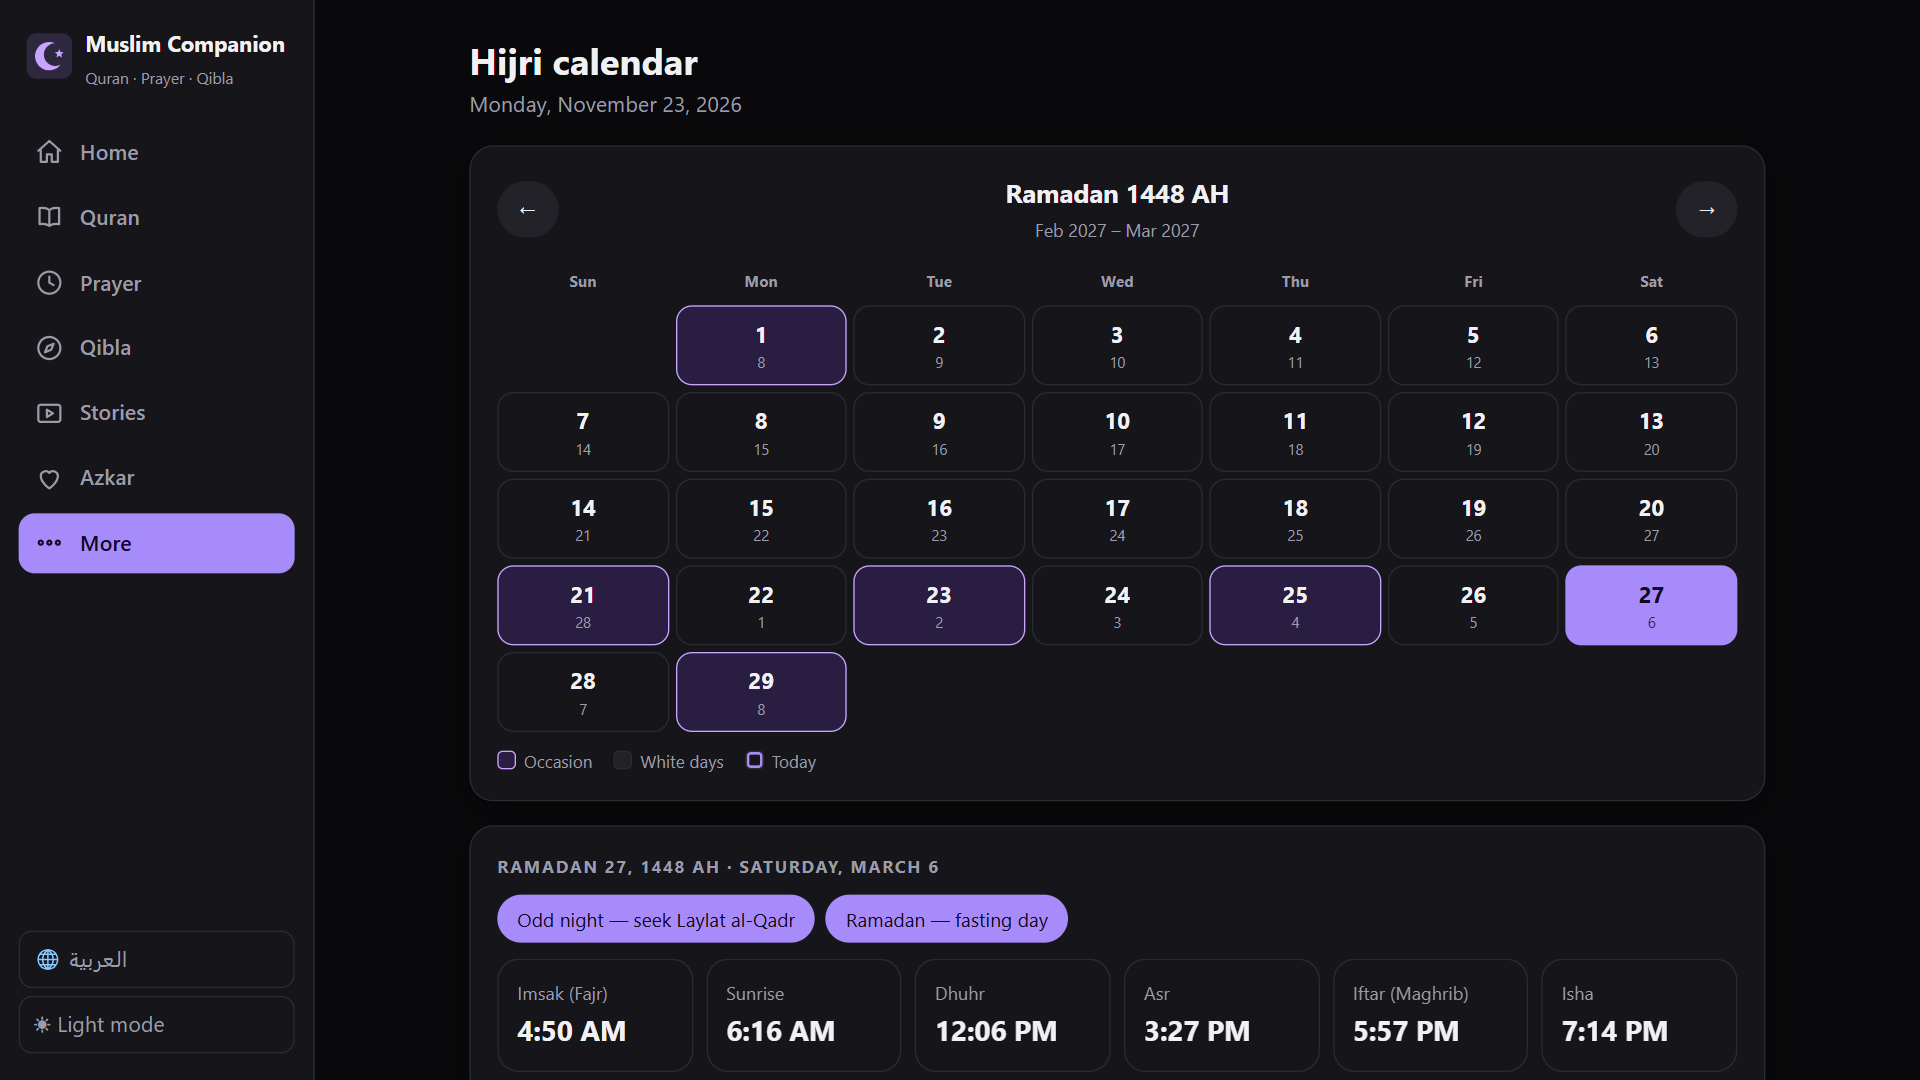 Muslim Companion
Quran · Prayer · Qibla
Home
Quran
Prayer
Qibla
Stories
Azkar
More
العربية
Light mode
Hijri calendar
Monday, November 23, 2026
←
Ramadan 1448 AH
→
Feb 2027 – Mar 2027
Sun Mon Tue Wed Thu Fri Sat
1 2 3 4 5 6
8 9 10 11 12 13
7 8 9 10 11 12 13
14 15 16 17 18 19 20
14 15 16 17 18 19 20
21 22 23 24 25 26 27
21 22 23 24 25 26 27
28 1 2 3 4 5 6
28 29
7 8
Occasion White days Today
RAMADAN 27, 1448 AH · SATURDAY, MARCH 6
Odd night — seek Laylat al-Qadr Ramadan — fasting day
Imsak (Fajr) Sunrise Dhuhr Asr Iftar (Maghrib) Isha
4:50 AM 6:16 AM 12:06 PM 3:27 PM 5:57 PM 7:14 PM